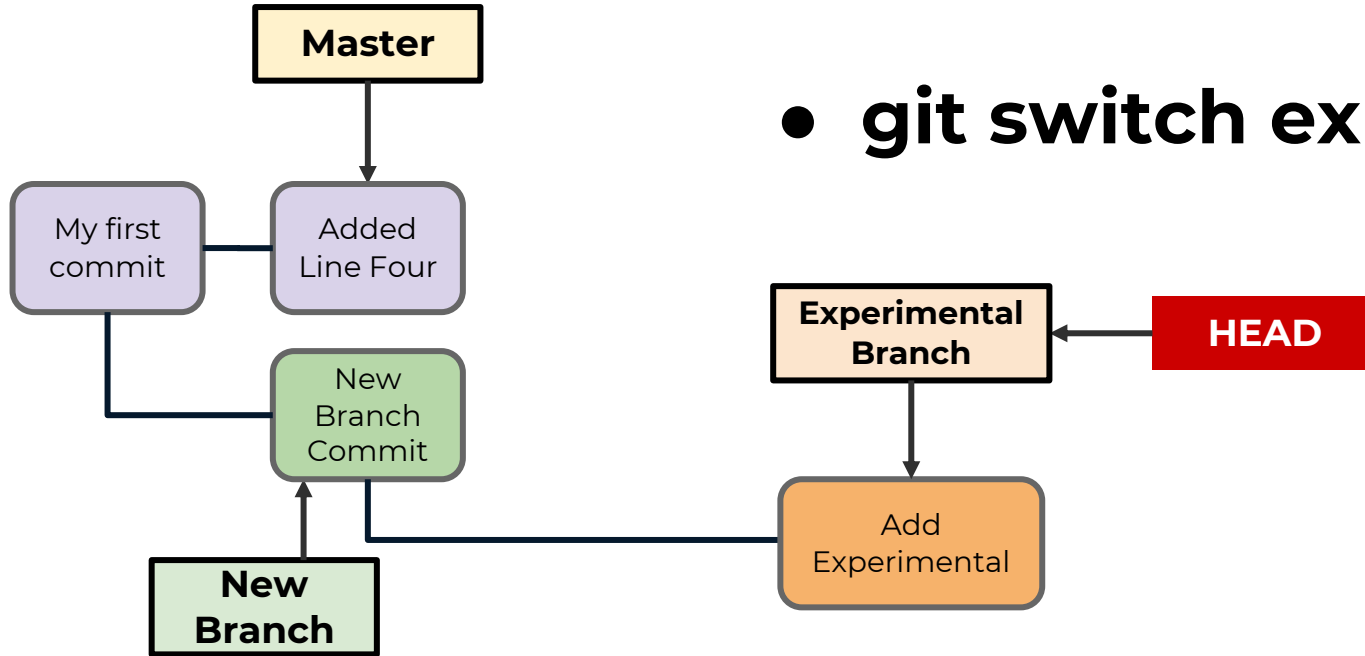 Master
• git switch ex
My first
commit
Added
Line Four
Experimental
Branch
HEAD
New
Branch
Commit
Add
Experimental
New
Branch